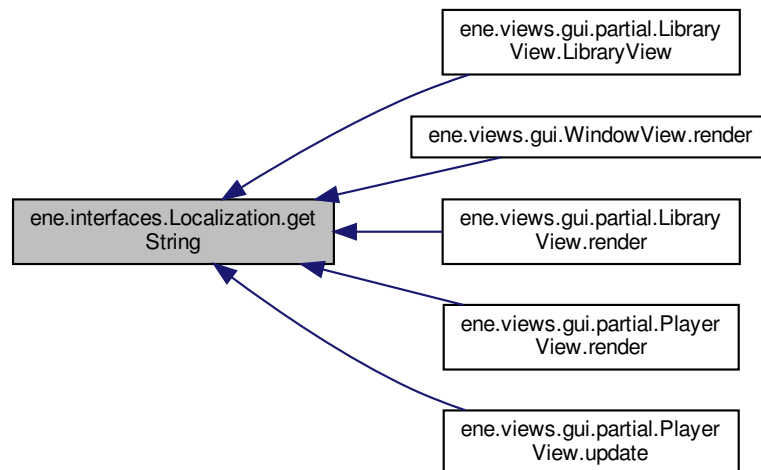 ene.views.gui.partial.Library
View.LibraryView
ene.views.gui.WindowView.render
ene.interfaces.Localization.get
String
ene.views.gui.partial.Library
View.render
ene.views.gui.partial.Player
View.render
ene.views.gui.partial.Player
View.update